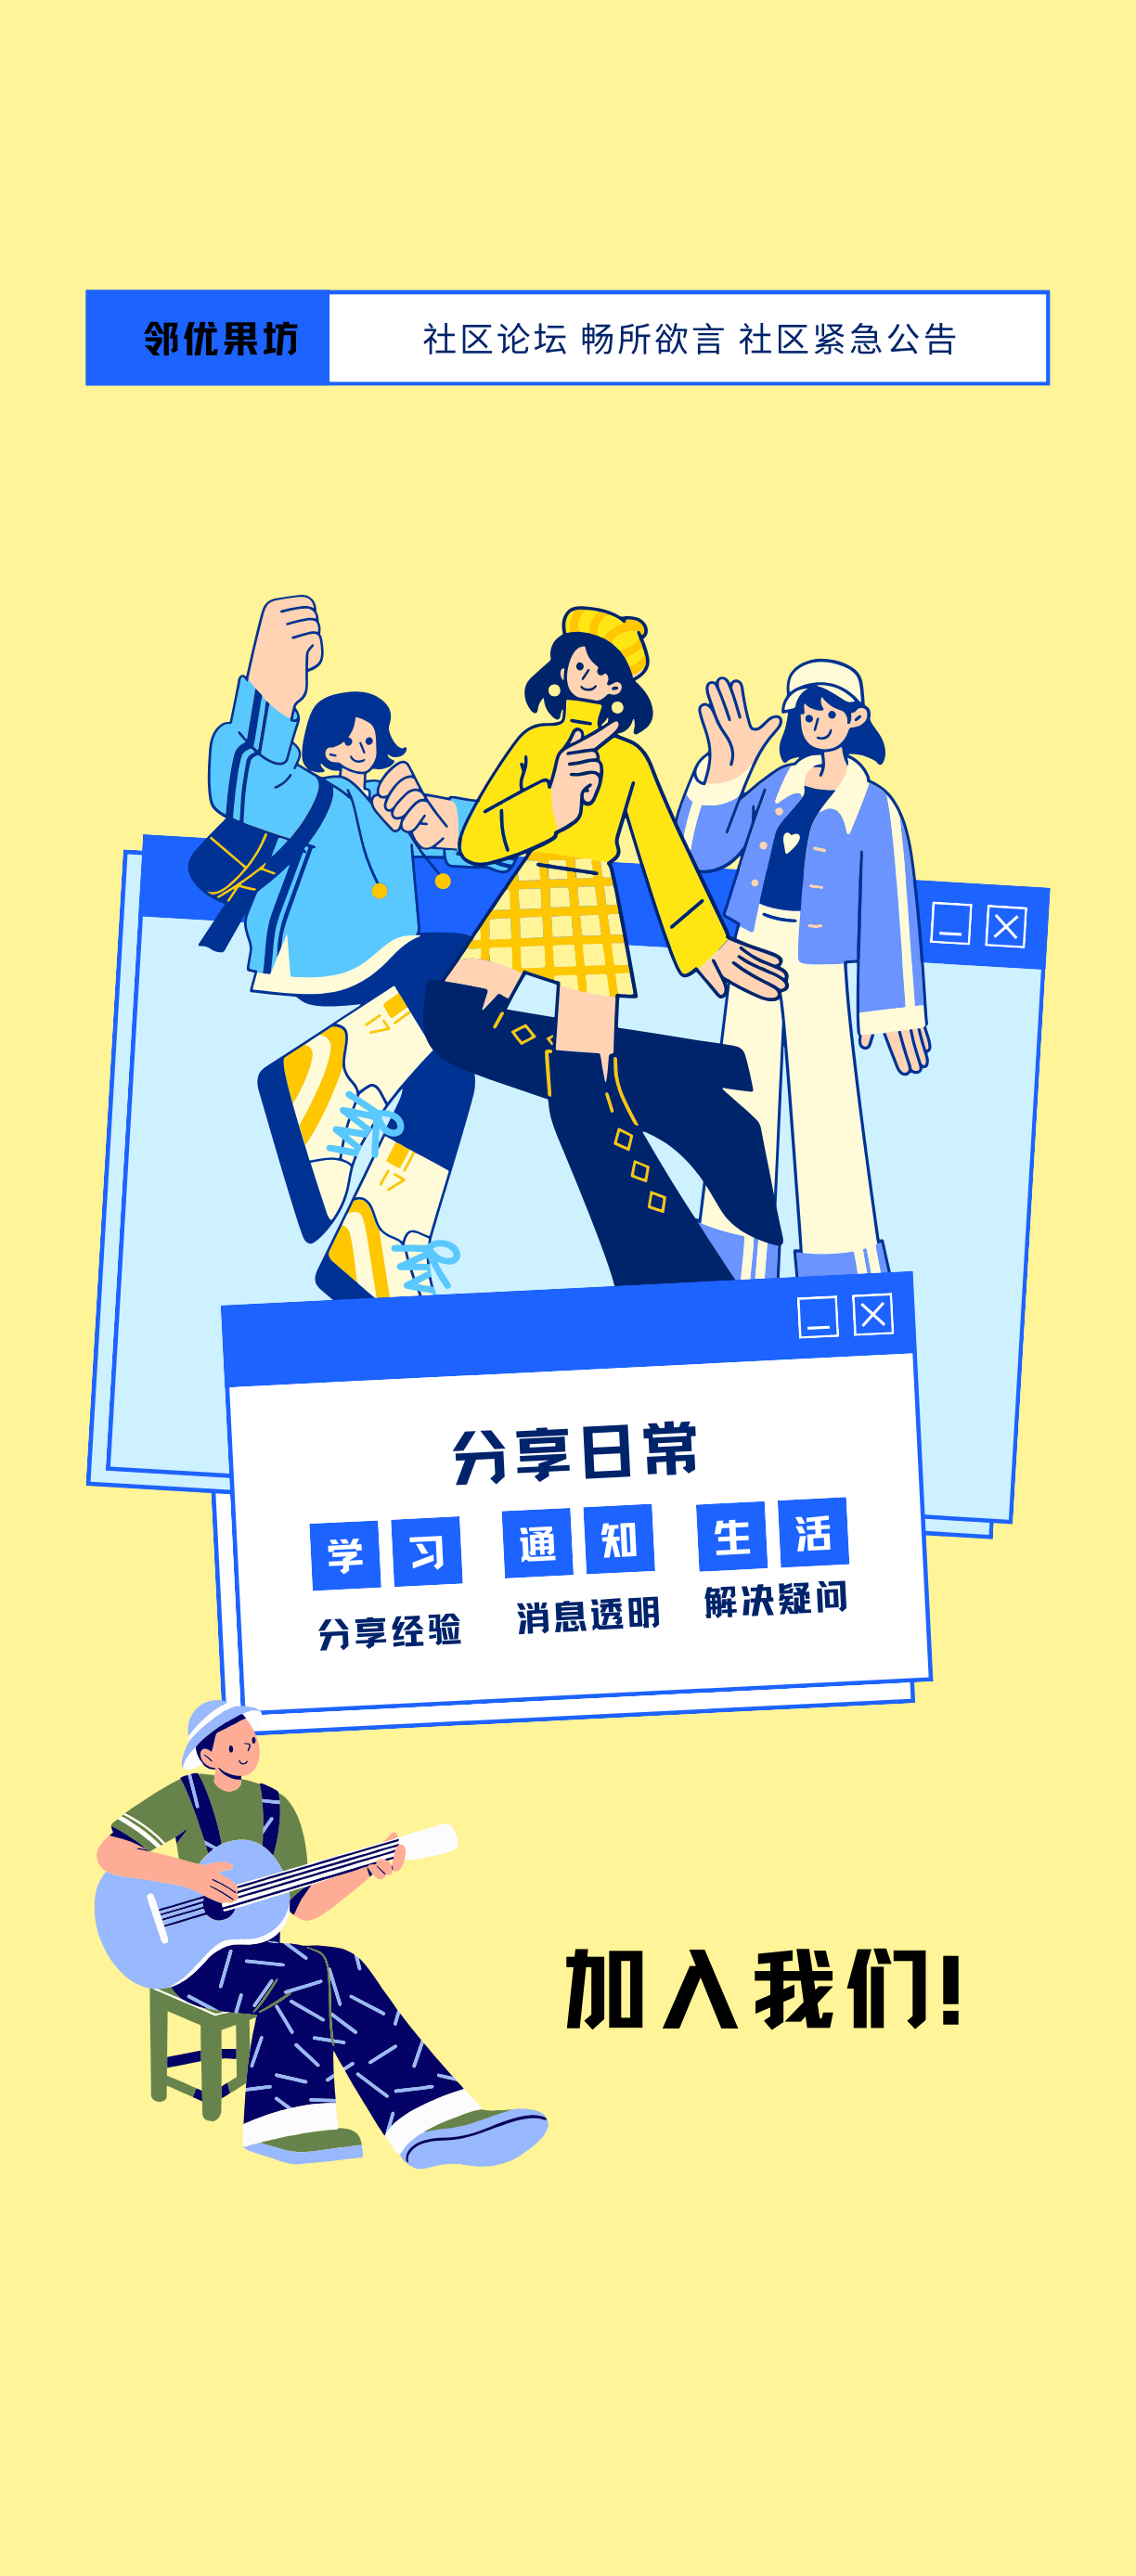 邻优果坊
社区论坛 畅所欲言 社区紧急公告
分享日常
学习 通知 生活
分享经验 消息透明 解决疑问
加入我们!